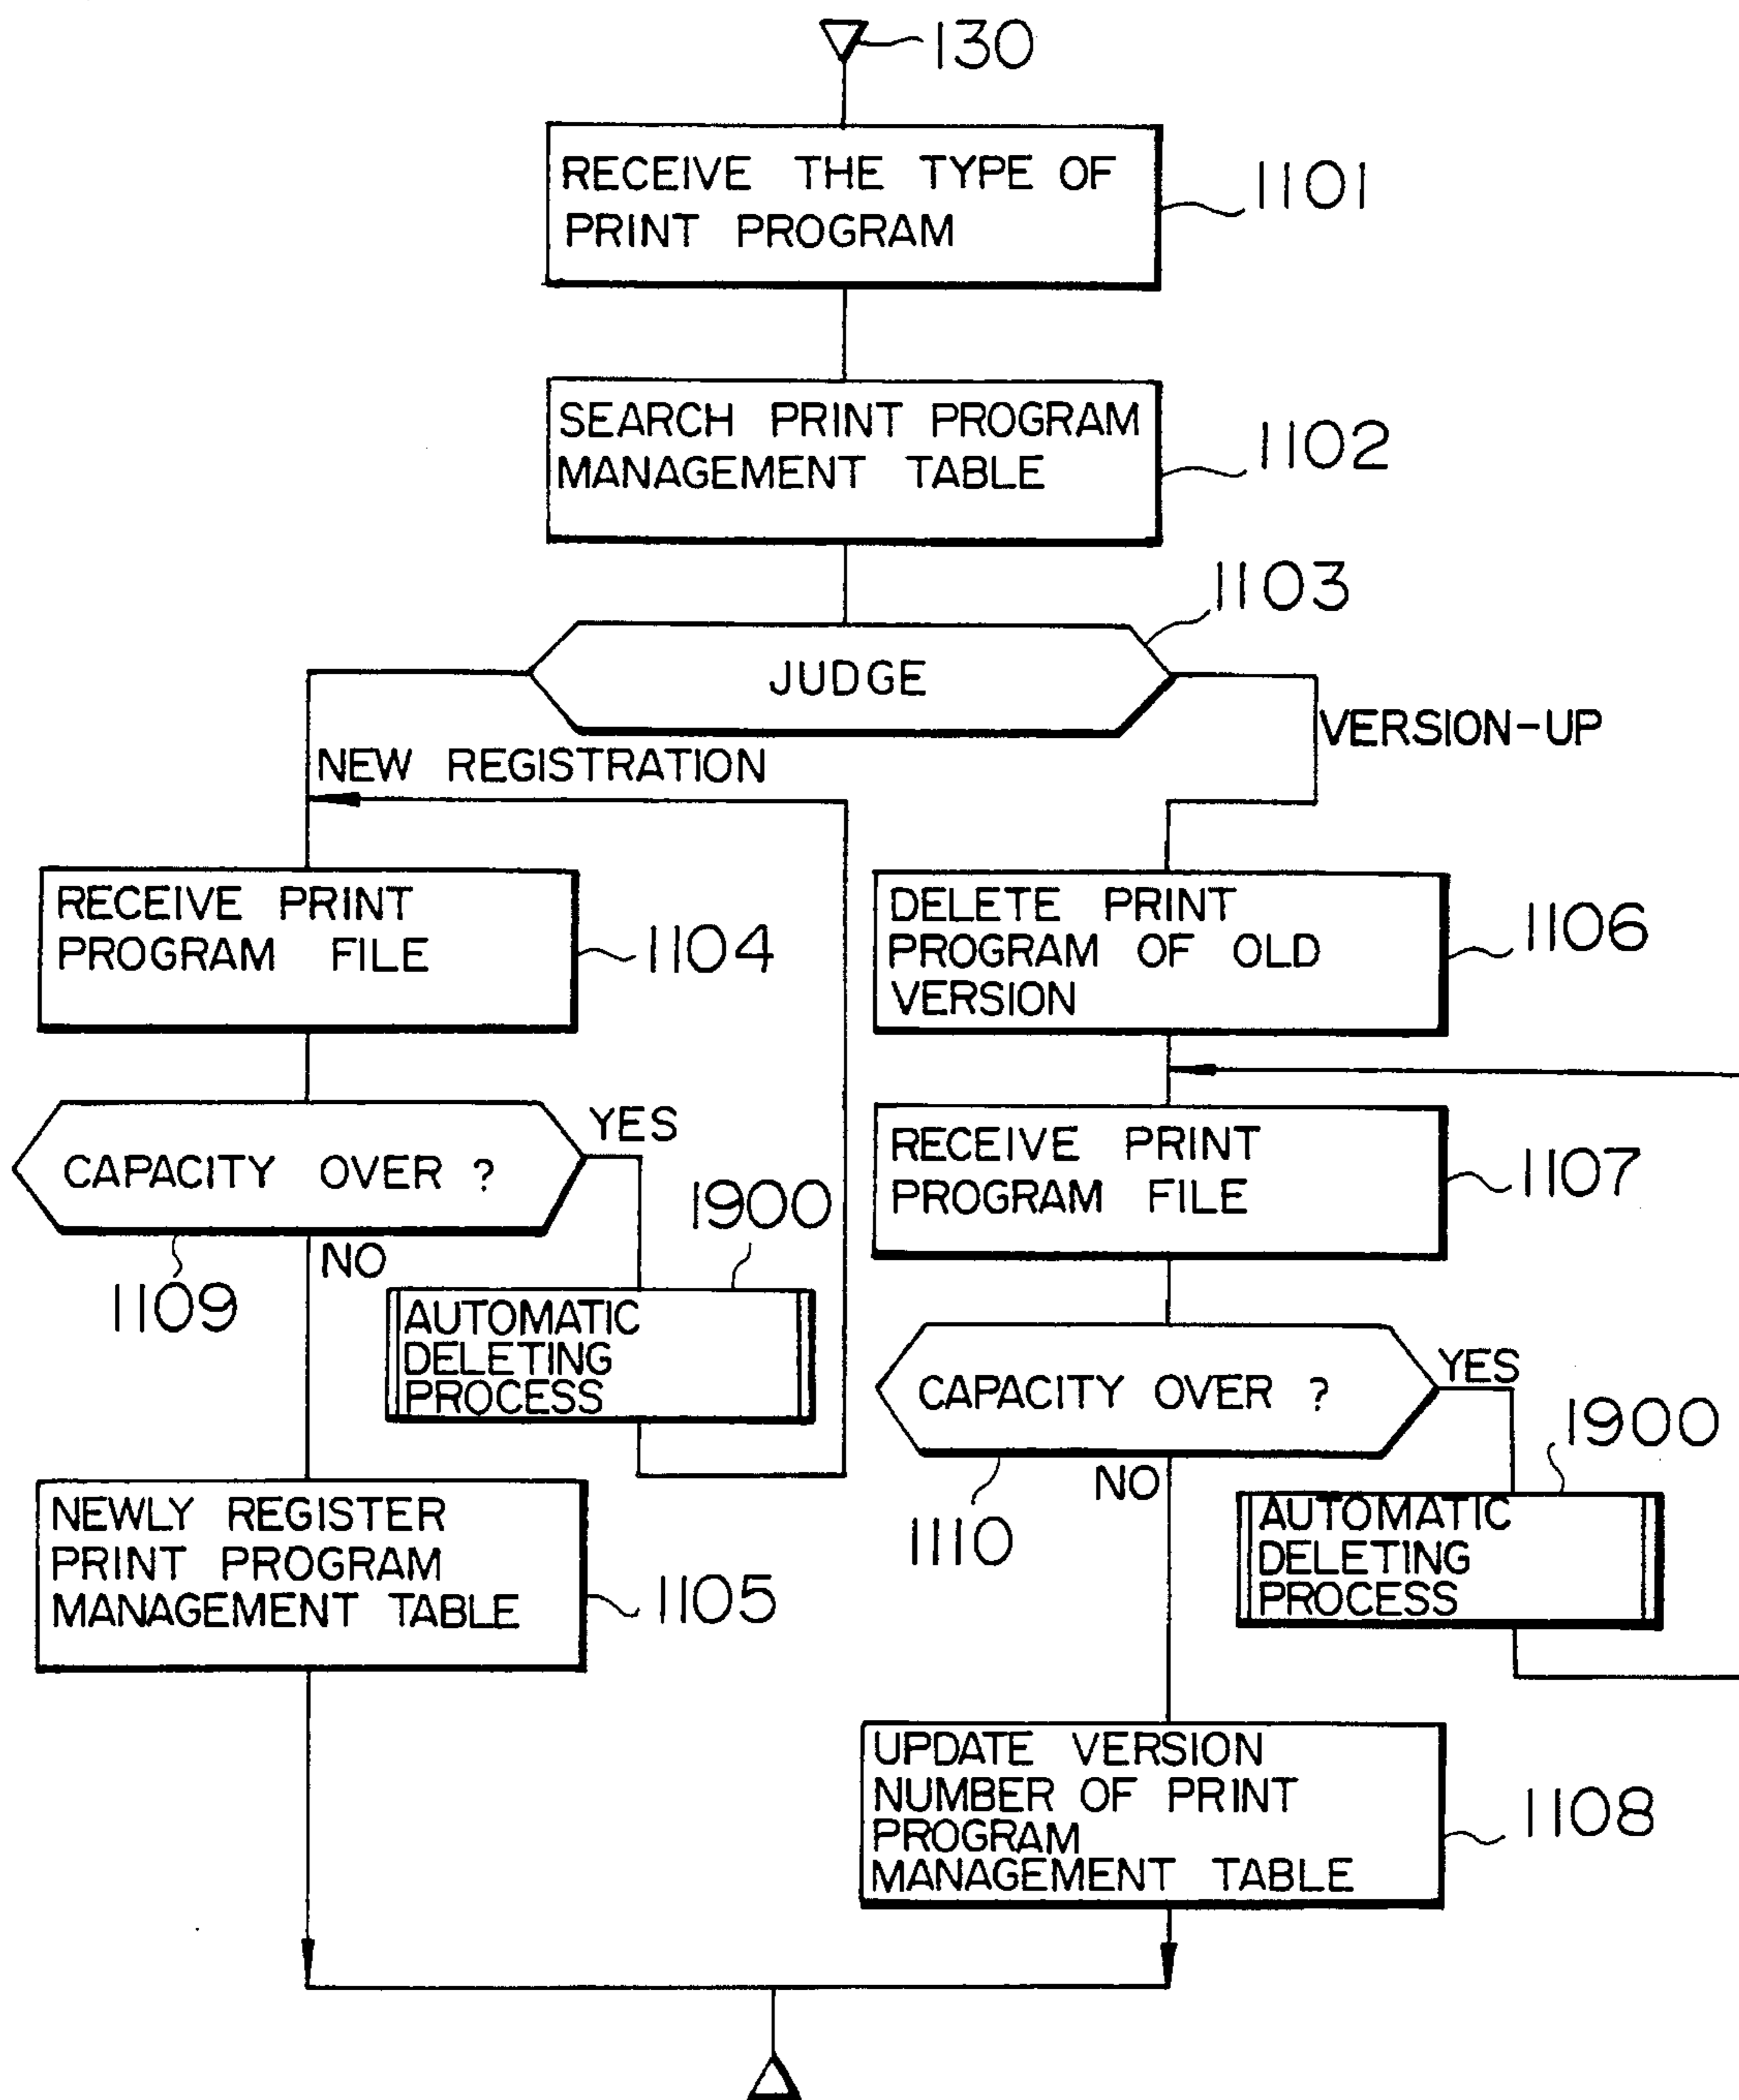 130
RECEIVE THE TYPE OF
PRINT PROGRAM
1101
SEARCH PRINT PROGRAM
MANAGEMENT TABLE
1102
1103
JUDGE
VERSION-UP
NEW REGISTRATION
RECEIVE PRINT
PROGRAM FILE
1104
DELETE PRINT
PROGRAM OF OLD
VERSION
1106
CAPACITY OVER ?
YES
NO
1109
1900
AUTOMATIC
DELETING
PROCESS
RECEIVE PRINT
PROGRAM FILE
1107
CAPACITY OVER ?
YES
NO
1110
1900
AUTOMATIC
DELETING
PROCESS
NEWLY REGISTER
PRINT PROGRAM
MANAGEMENT TABLE
1105
UPDATE VERSION
NUMBER OF PRINT
PROGRAM
MANAGEMENT TABLE
1108